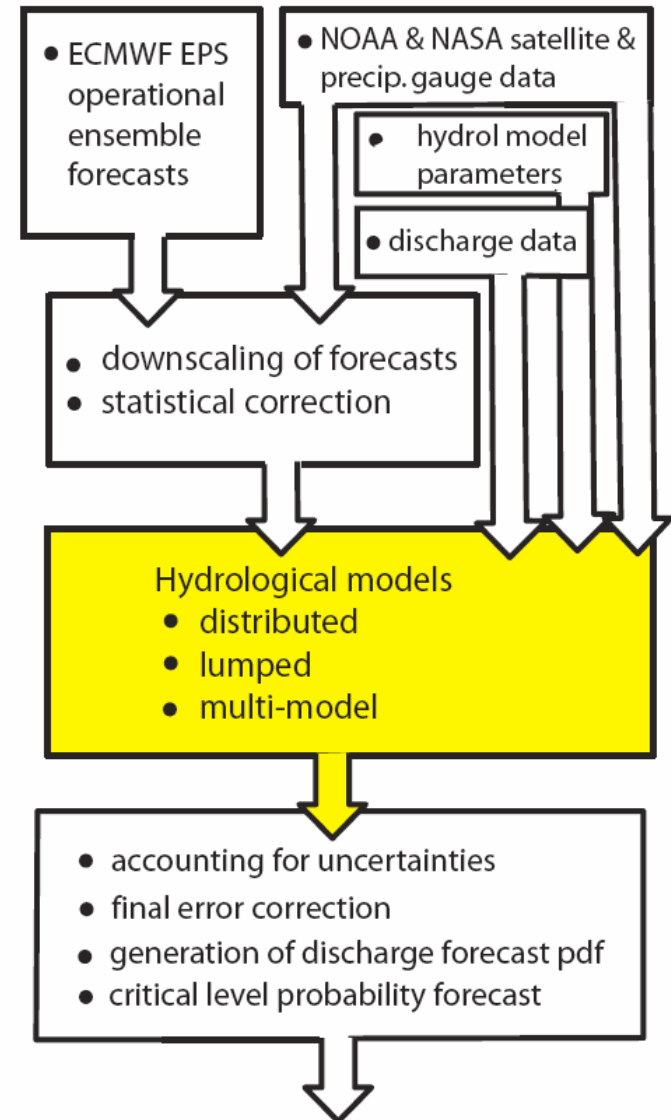 • ECMWF EPS
operational
ensemble
forecasts
• NOAA & NASA satellite &
precip. gauge data
• hydrol model
parameters
• discharge data
• downscaling of forecasts
• statistical correction
Hydrological models
• distributed
• lumped
• multi-model
• accounting for uncertainties
• final error correction
• generation of discharge forecast pdf
• critical level probability forecast